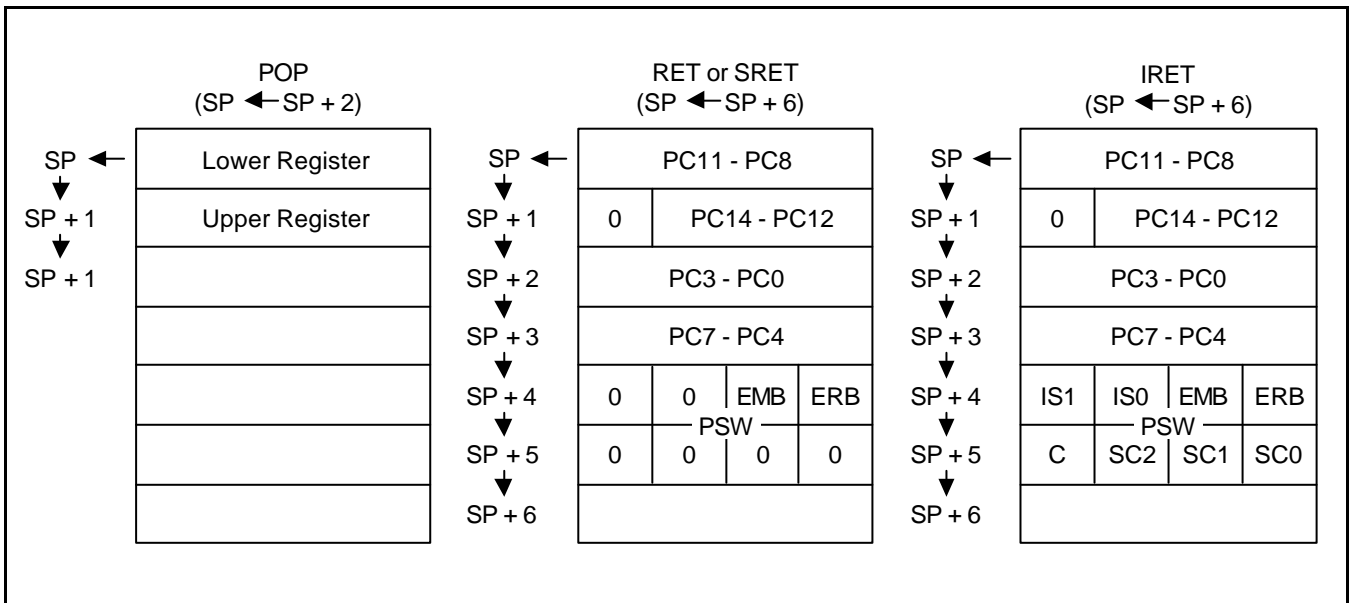 POP
(SP ← SP + 2)
SP
Lower Register
SP + 1
Upper Register
SP + 1
RET or SRET
(SP ← SP + 6)
SP
PC11 - PC8
SP + 1
0
PC14 - PC12
SP + 2
PC3 - PC0
SP + 3
PC7 - PC4
SP + 4
0 0 EMB ERB
PSW
SP + 5
0 0 0 0
SP + 6
IRET
(SP ← SP + 6)
SP
PC11 - PC8
SP + 1
0
PC14 - PC12
SP + 2
PC3 - PC0
SP + 3
PC7 - PC4
SP + 4
IS1 IS0 EMB ERB
PSW
SP + 5
C SC2 SC1 SC0
SP + 6